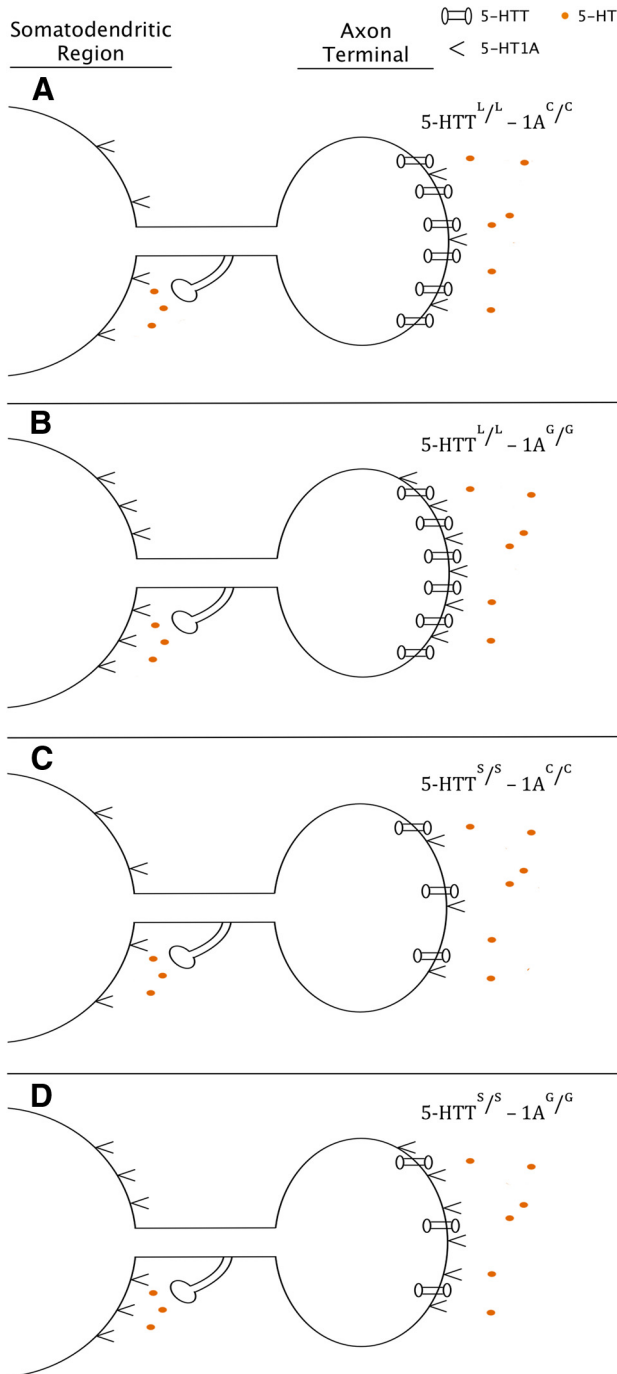 Somatodendritic
Region
Axon
Terminal
5-HTT
5-HT
5-HT1A
A
5-HTT L/L – 1A C/C
B
5-HTT L/L – 1A G/G
C
5-HTT S/S – 1A C/C
D
5-HTT S/S – 1A G/G